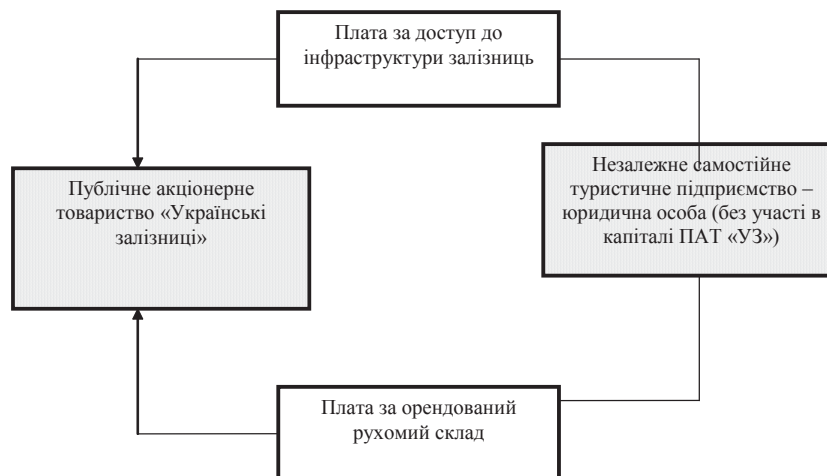 Плата за доступ до
інфраструктури залізниць
Публічне акціонерне
товариство «Українські
залізниці»
Незалежне самостійне
туристичне підприємство –
юридична особа (без участі в
капіталі ПАТ «УЗ»)
Плата за орендований
рухомий склад